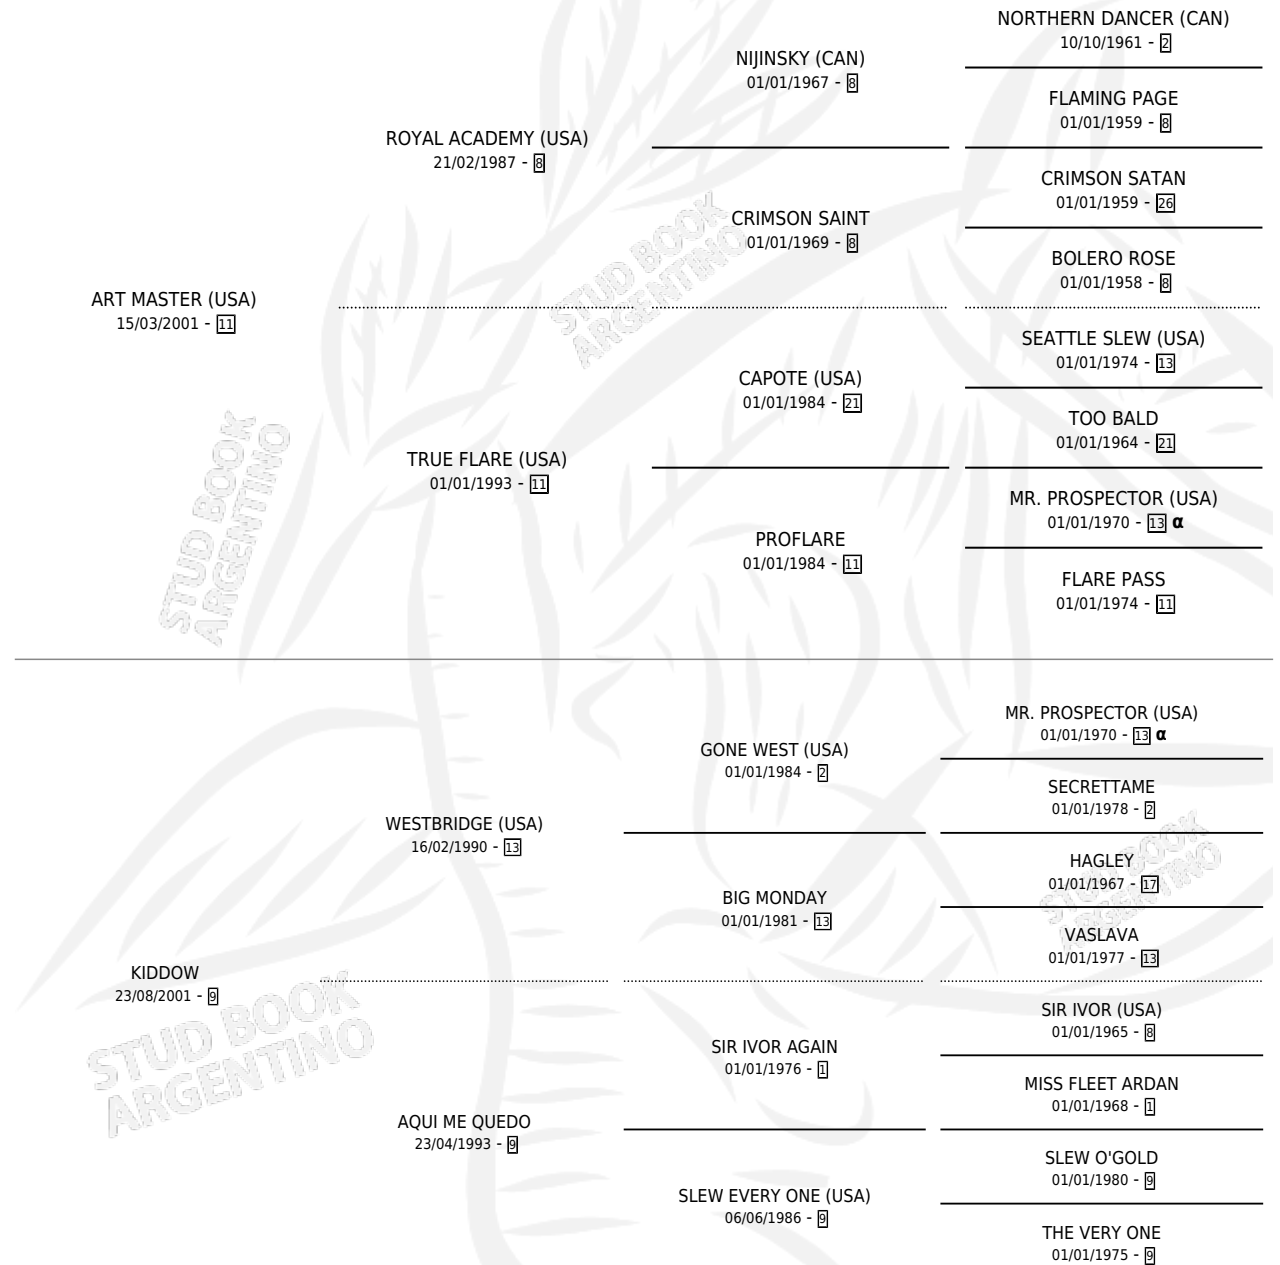 NORTHERN DANCER (CAN)
10/10/1961 - 2
NIJINSKY (CAN)
01/01/1967 - 8
FLAMING PAGE
01/01/1959 - 8
ROYAL ACADEMY (USA)
21/02/1987 - 8
CRIMSON SATAN
01/01/1959 - 26
CRIMSON SAINT
01/01/1969 - 8
BOLERO ROSE
01/01/1958 - 8
ART MASTER (USA)
15/03/2001 - 11
SEATTLE SLEW (USA)
01/01/1974 - 13
CAPOTE (USA)
01/01/1984 - 21
TOO BALD
01/01/1964 - 21
TRUE FLARE (USA)
01/01/1993 - 11
MR. PROSPECTOR (USA)
01/01/1970 - 13 α
PROFLARE
01/01/1984 - 11
FLARE PASS
01/01/1974 - 11
MR. PROSPECTOR (USA)
01/01/1970 - 13 α
GONE WEST (USA)
01/01/1984 - 2
SECRETTAME
01/01/1978 - 2
WESTBRIDGE (USA)
16/02/1990 - 13
HAGLEY
01/01/1967 - 17
BIG MONDAY
01/01/1981 - 13
VASLAVA
01/01/1977 - 13
KIDDOW
23/08/2001 - 9
SIR IVOR (USA)
01/01/1965 - 8
SIR IVOR AGAIN
01/01/1976 - 1
MISS FLEET ARDAN
01/01/1968 - 1
AQUI ME QUEDO
23/04/1993 - 9
SLEW O'GOLD
01/01/1980 - 9
SLEW EVERY ONE (USA)
06/06/1986 - 9
THE VERY ONE
01/01/1975 - 9
STUD BOOK
ARGENTINO
STUD BOOK
ARGENTINO
STUD BOOK
ARGENTINO
STUD BOOK
ARGENTINO